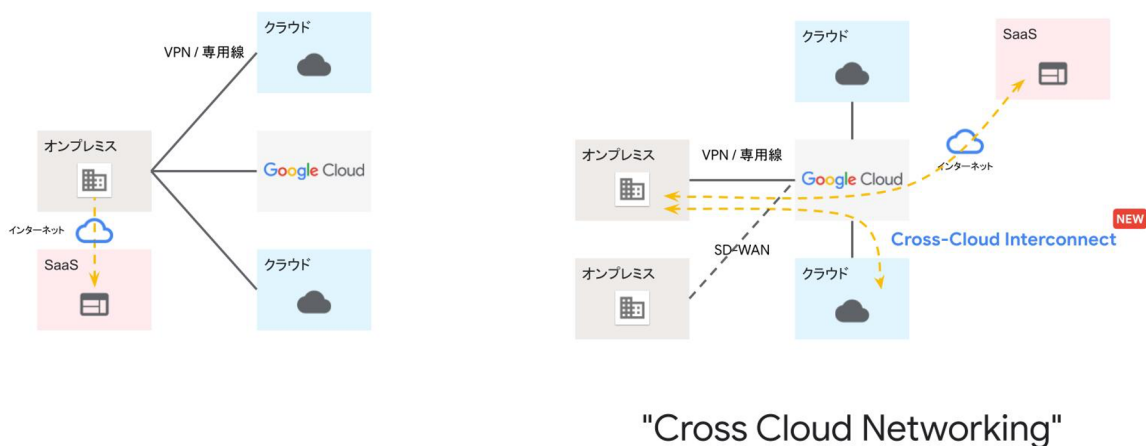 クラウド
VPN / 専用線
オンプレミス
Google Cloud
インターネット
SaaS
クラウド
クラウド
SaaS
オンプレミス
VPN / 専用線
Google Cloud
インターネット
NEW
Cross-Cloud Interconnect
SD-WAN
オンプレミス
クラウド
"Cross Cloud Networking"